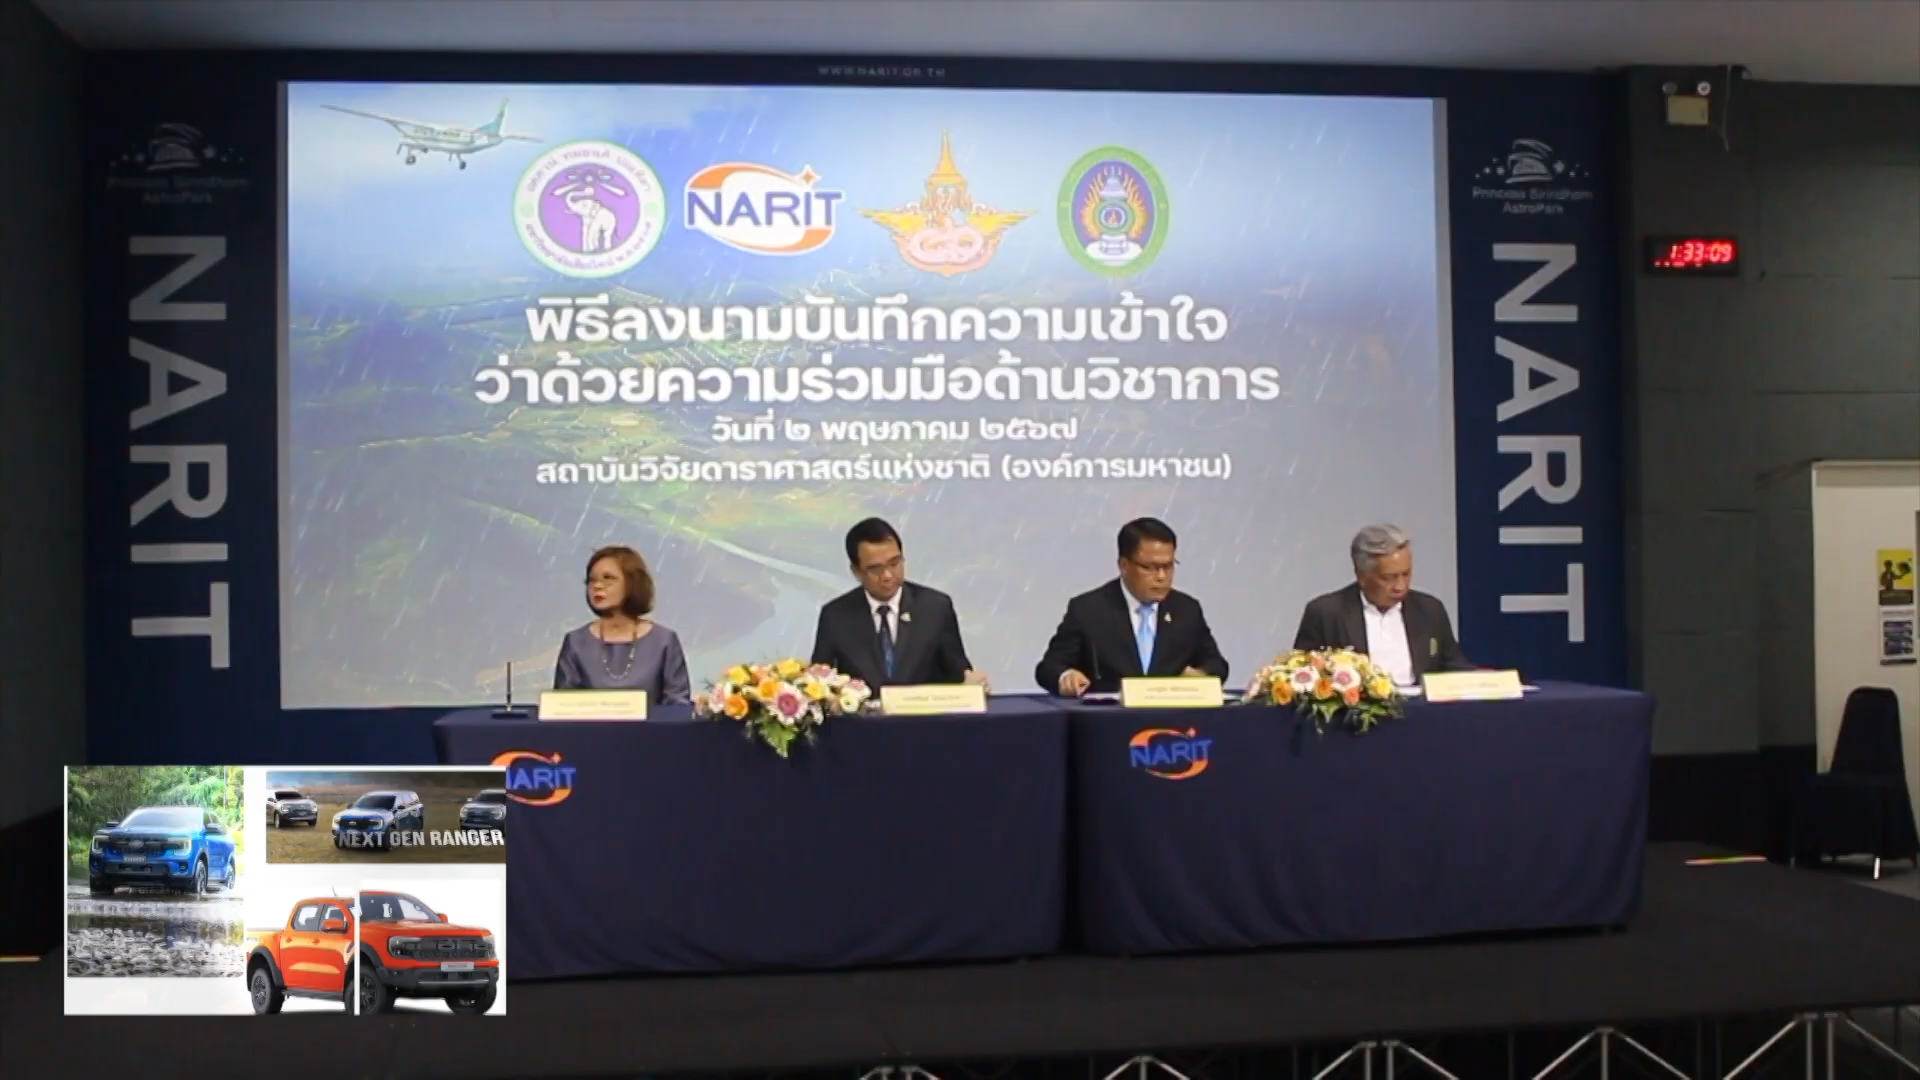 WWW.NARIT.OR.TH
Princess Sirindhorn
AstroPark
NARIT
NARIT
พิธีลงนามบันทึกความเข้าใจ
ว่าด้วยความร่วมมือด้านวิชาการ
วันที่ ๒ พฤษภาคม ๒๕๖๗
สถาบันวิจัยดาราศาสตร์แห่งชาติ (องค์การมหาชน)
Princess Sirindhorn
AstroPark
NARIT
1:33:09
NARIT
NARIT
NEXT GEN RANGER